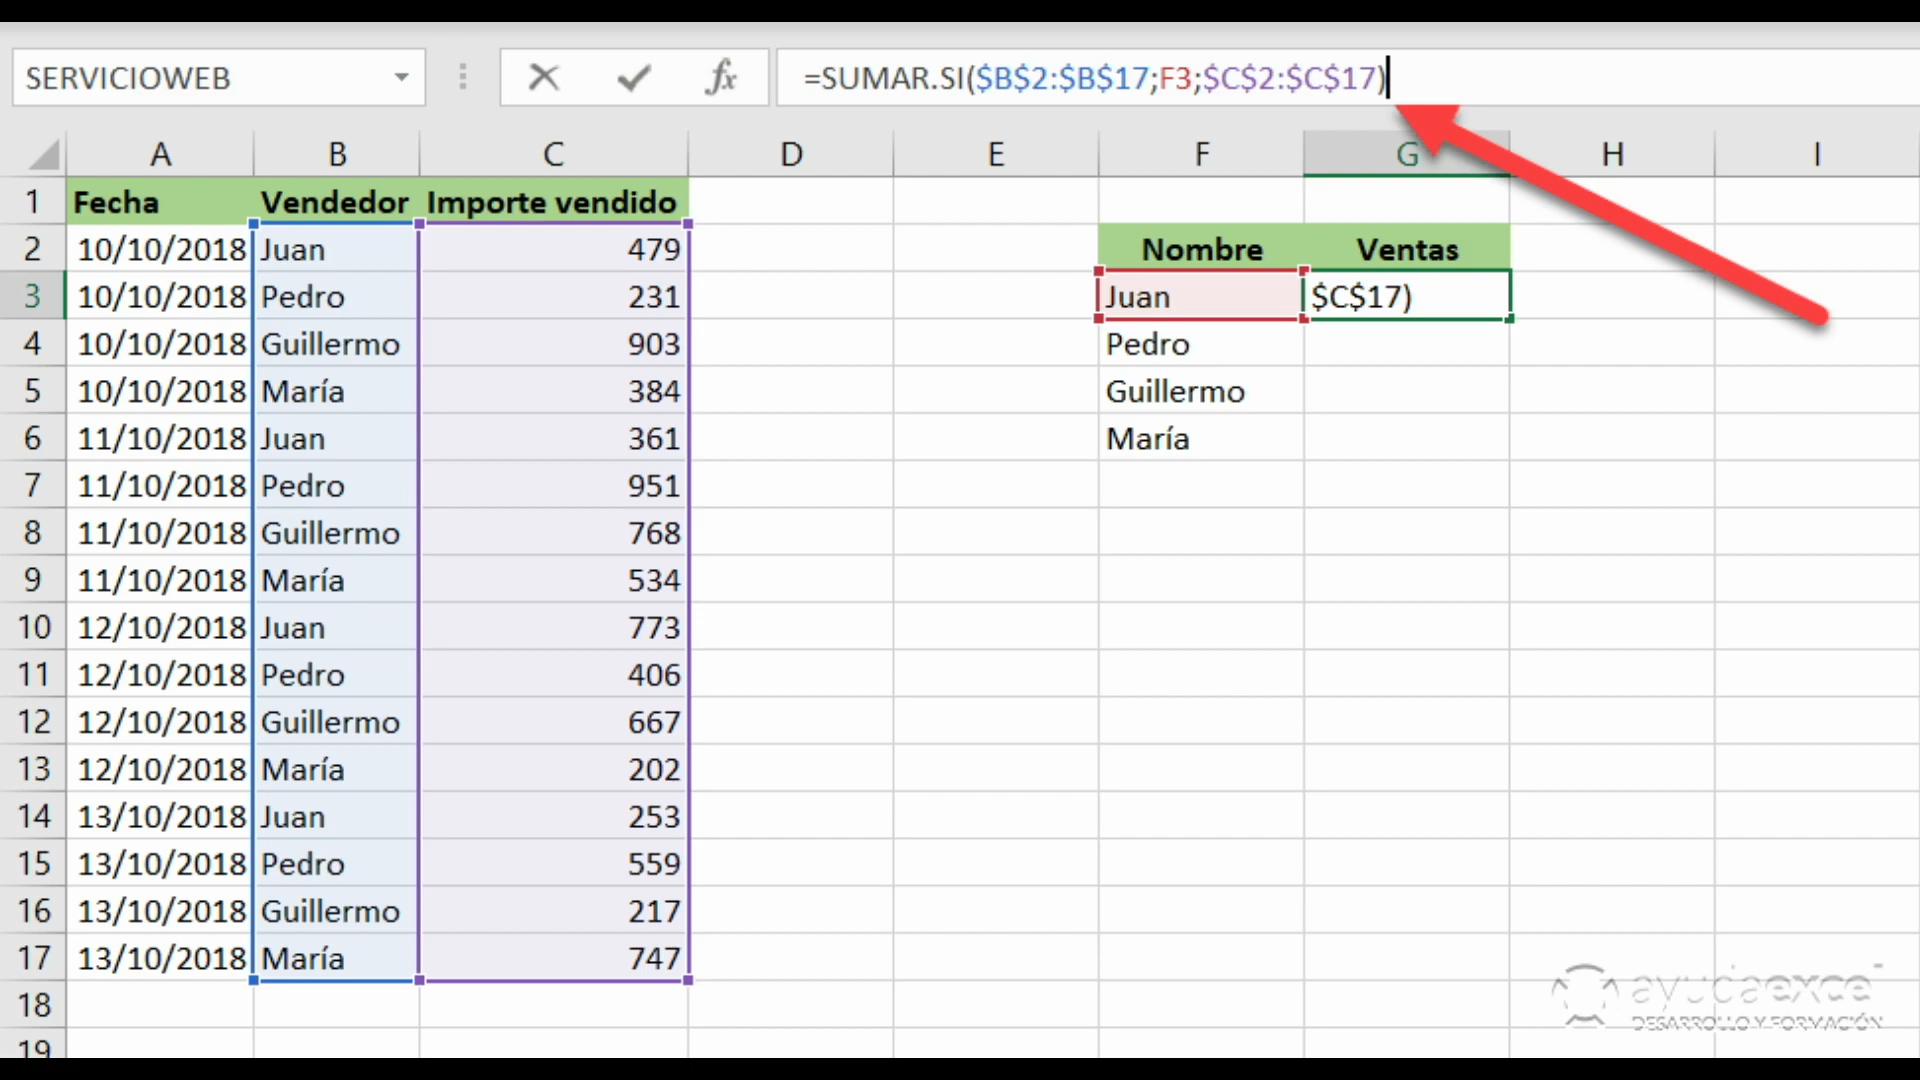 SERVICIOWEB fx =SUMAR.SI($B$2:$B$17;F3;$C$2:$C$17)
A B C D E F G H I
1 Fecha Vendedor Importe vendido
2 10/10/2018 Juan 479 Nombre Ventas
3 10/10/2018 Pedro 231 Juan $C$17)
4 10/10/2018 Guillermo 903 Pedro
5 10/10/2018 María 384 Guillermo
6 11/10/2018 Juan 361 María
7 11/10/2018 Pedro 951
8 11/10/2018 Guillermo 768
9 11/10/2018 María 534
10 12/10/2018 Juan 773
11 12/10/2018 Pedro 406
12 12/10/2018 Guillermo 667
13 12/10/2018 María 202
14 13/10/2018 Juan 253
15 13/10/2018 Pedro 559
16 13/10/2018 Guillermo 217
17 13/10/2018 María 747
18
19
ayudaexcel
DESARROLLO Y FORMACIÓN